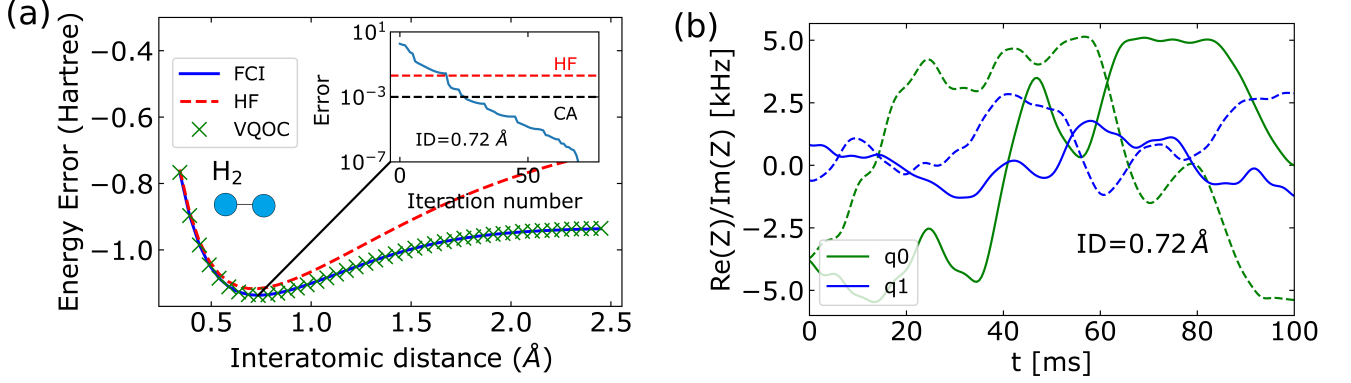 (a)
Energy Error (Hartree)
−0.4
−0.6
−0.8
−1.0
0.5
1.0
1.5
2.0
2.5
Interatomic distance (Å)
FCI
HF
VQOC
H2
Error
10^1
10^−3
10^−7
HF
CA
ID=0.72 Å
0
50
Iteration number
(b)
Re(Z)/Im(Z) [kHz]
5.0
2.5
0.0
−2.5
−5.0
0
20
40
60
80
100
t [ms]
q0
q1
ID=0.72 Å